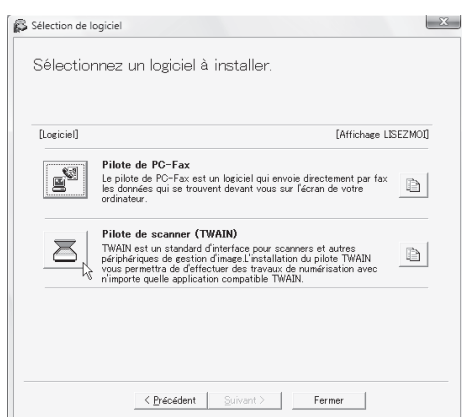 Sélection de logiciel
Sélectionnez un logiciel à installer.
[Logiciel] [Affichage LISEZMOI]
Pilote de PC-Fax
Le pilote de PC-Fax est un logiciel qui envoie directement par fax
les données qui se trouvent devant vous sur l'écran de votre
ordinateur.
Pilote de scanner (TWAIN)
TWAIN est un standard d'interface pour scanners et autres
périphériques de gestion d'image.L'installation du pilote TWAIN
vous permettra de d'effectuer des travaux de numérisation avec
n'importe quelle application compatible TWAIN.
< Précédent Suivant > Fermer